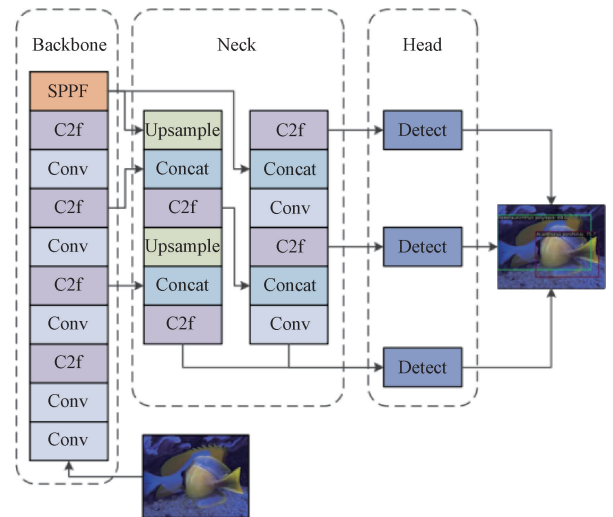 Backbone
Neck
Head
SPPF
C2f
Conv
C2f
Conv
C2f
Conv
C2f
Conv
Conv
Upsample
Concat
C2f
Upsample
Concat
C2f
C2f
Concat
Conv
C2f
Concat
Conv
Detect
Detect
Detect